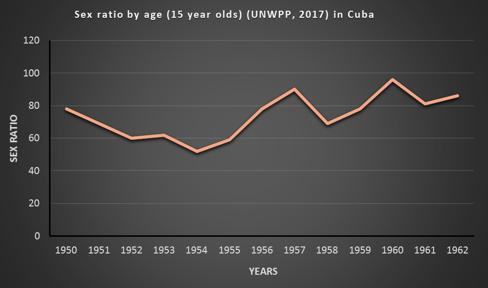 Sex ratio by age (15 year olds) (UNWPP, 2017) in Cuba
120
100
80
60
40
20
0
SEX RATIO
1950 1951 1952 1953 1954 1955 1956 1957 1958 1959 1960 1961 1962
YEARS